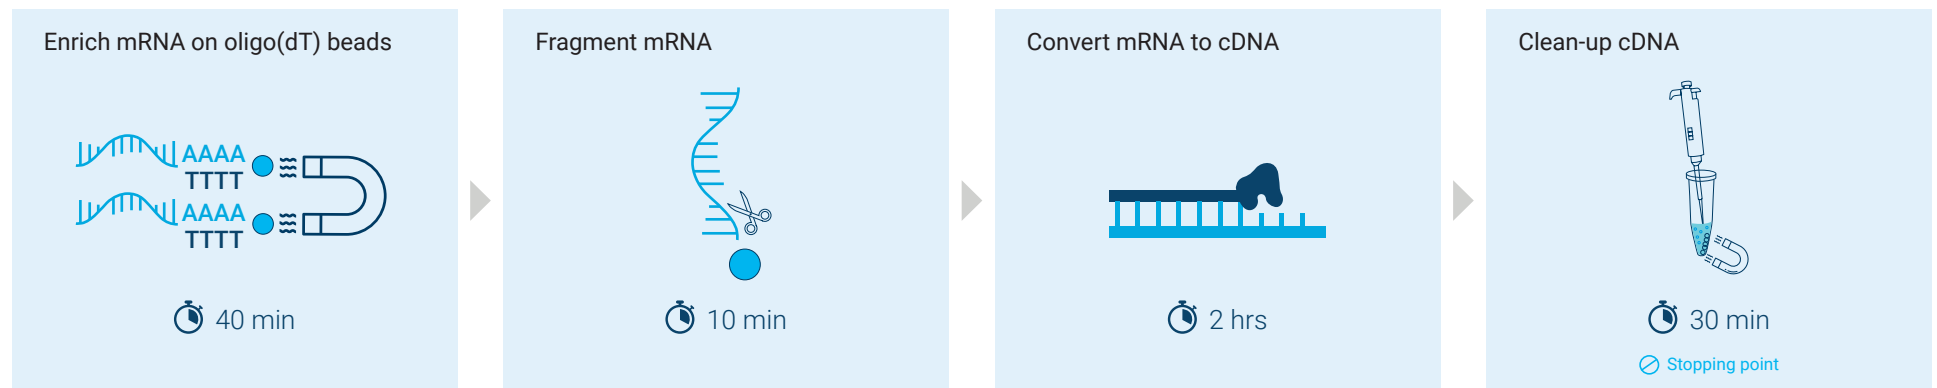 Enrich mRNA on oligo(dT) beads
AAAA
TTTT
AAAA
TTTT
40 min
Fragment mRNA
10 min
Convert mRNA to cDNA
2 hrs
Clean-up cDNA
30 min
Stopping point